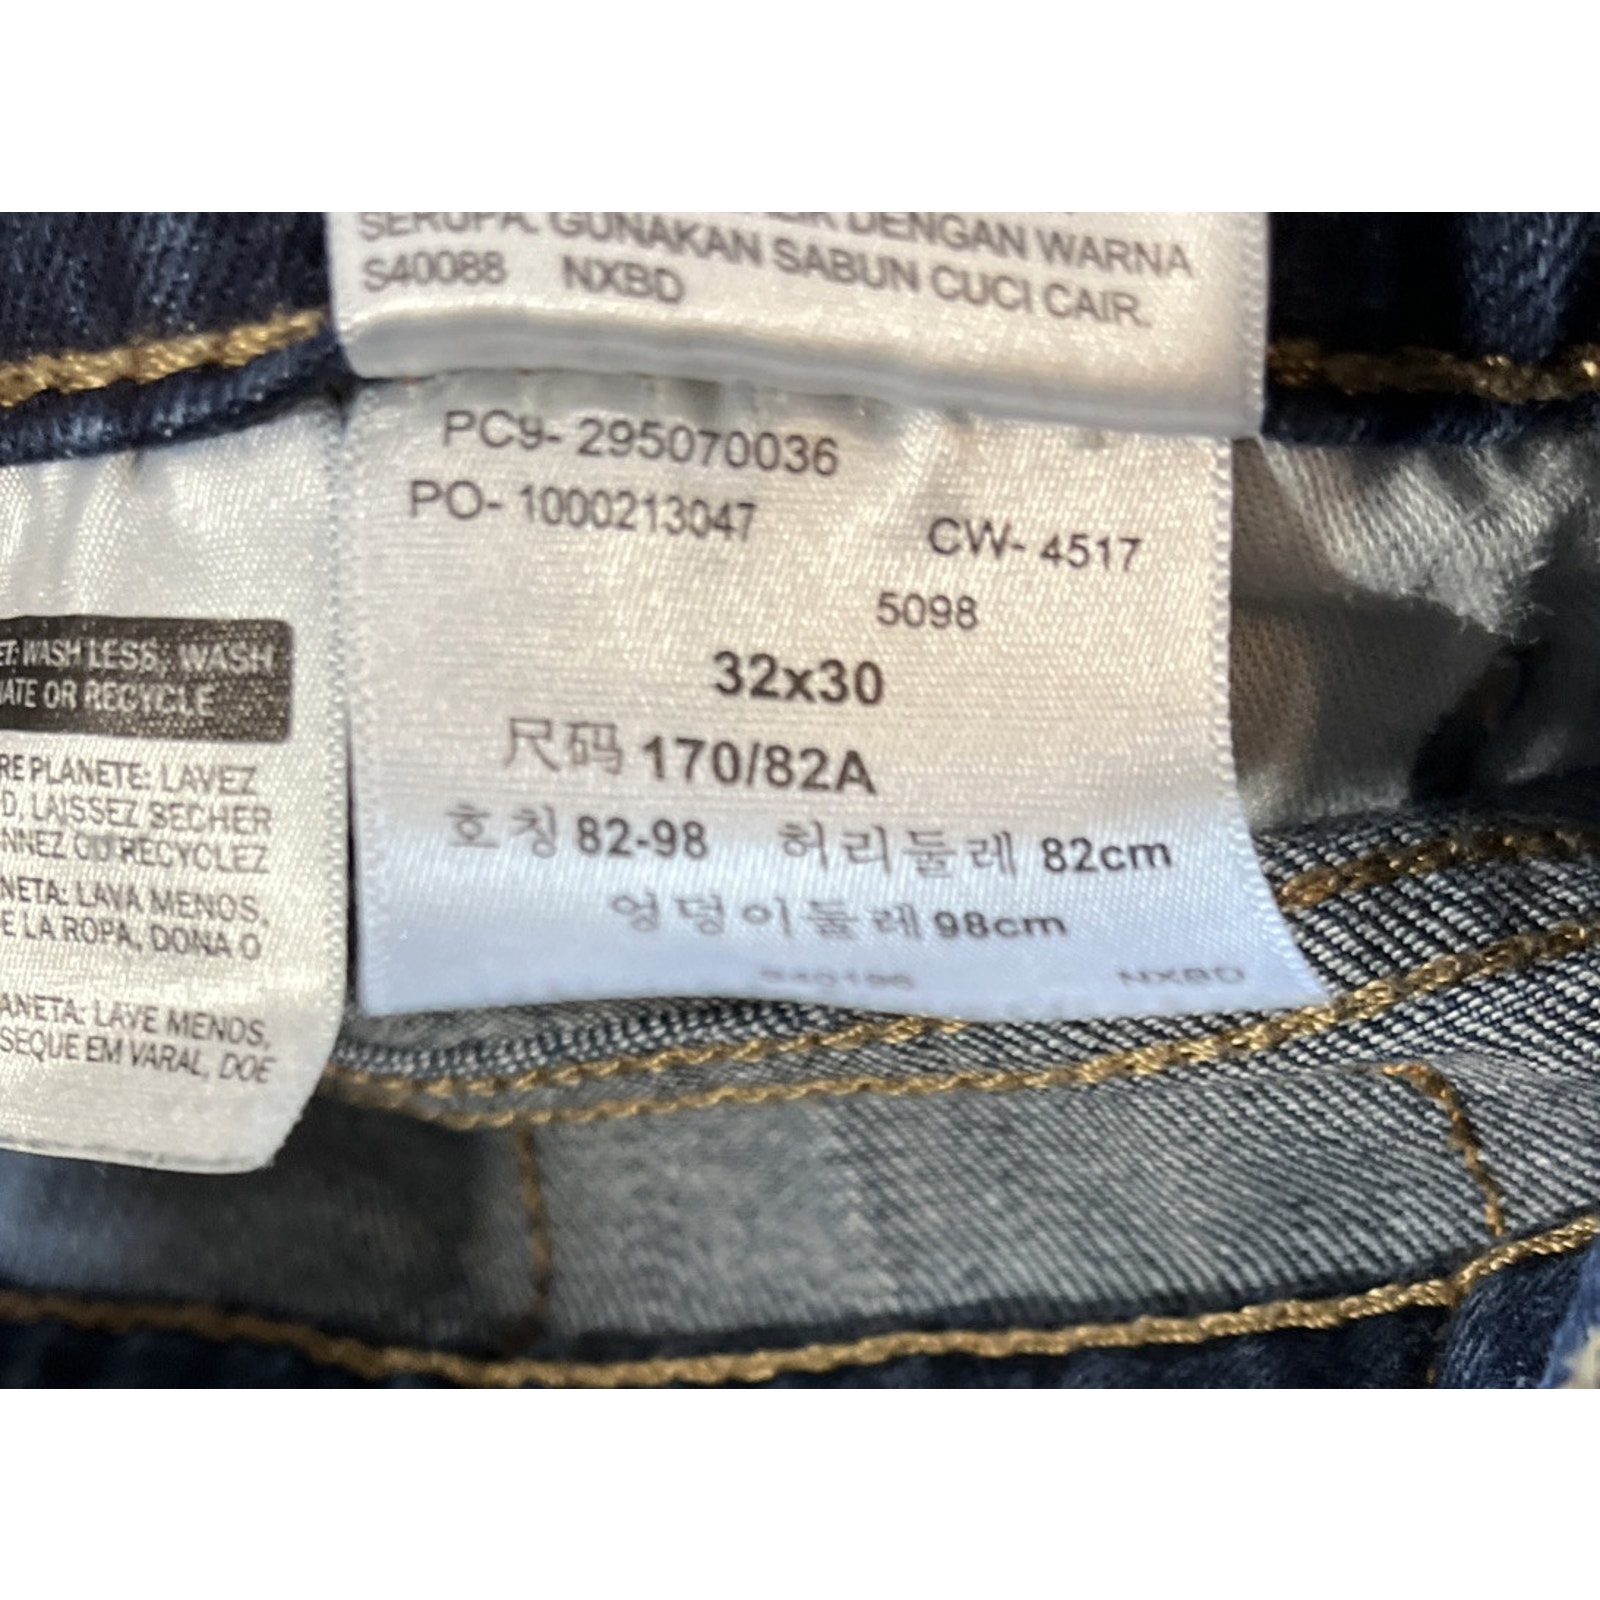 DENGAN WARNA
SERUPA. GUNAKAN SABUN CUCI CAIR.
S40088 NXBD
PC9- 295070036
PO- 1000213047
CW- 4517
5098
32x30
尺码 170/82A
호칭 82-98 허리둘레 82cm
엉덩이둘레 98cm
NXBD
WASH LESS, WASH
OR RECYCLE
PLANETE: LAVEZ
LAISSEZ SECHER
OU RECYCLEZ
LAVA MENOS,
LA ROPA, DONA O
LAVE MENOS,
SEQUE EM VARAL, DOE